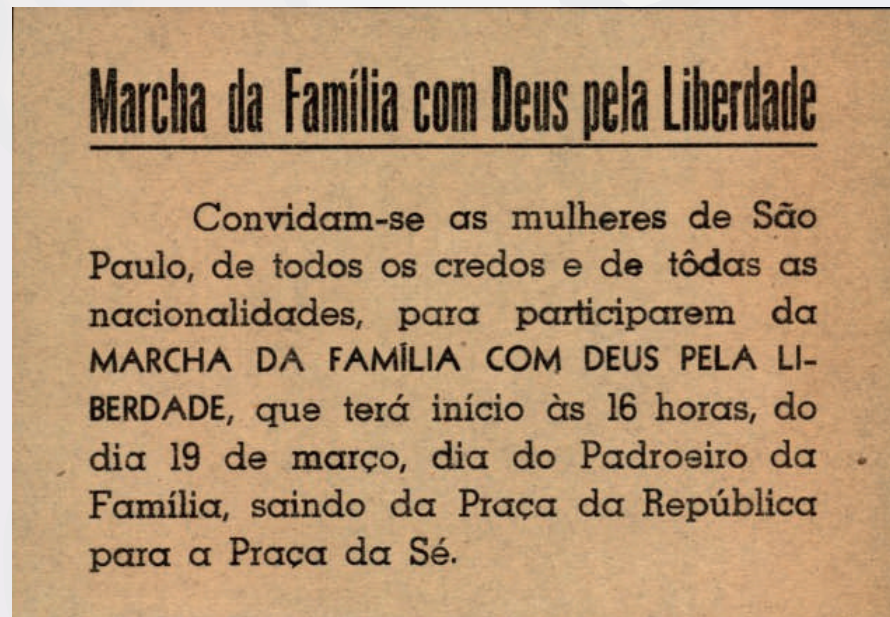 Marcha da Família com Deus pela Liberdade
Convidam-se as mulheres de São
Paulo, de todos os credos e de tôdas as
nacionalidades, para participarem da
MARCHA DA FAMÍLIA COM DEUS PELA LI-
BERDADE, que terá início às 16 horas, do
dia 19 de março, dia do Padroeiro da
Família, saindo da Praça da República
para a Praça da Sé.